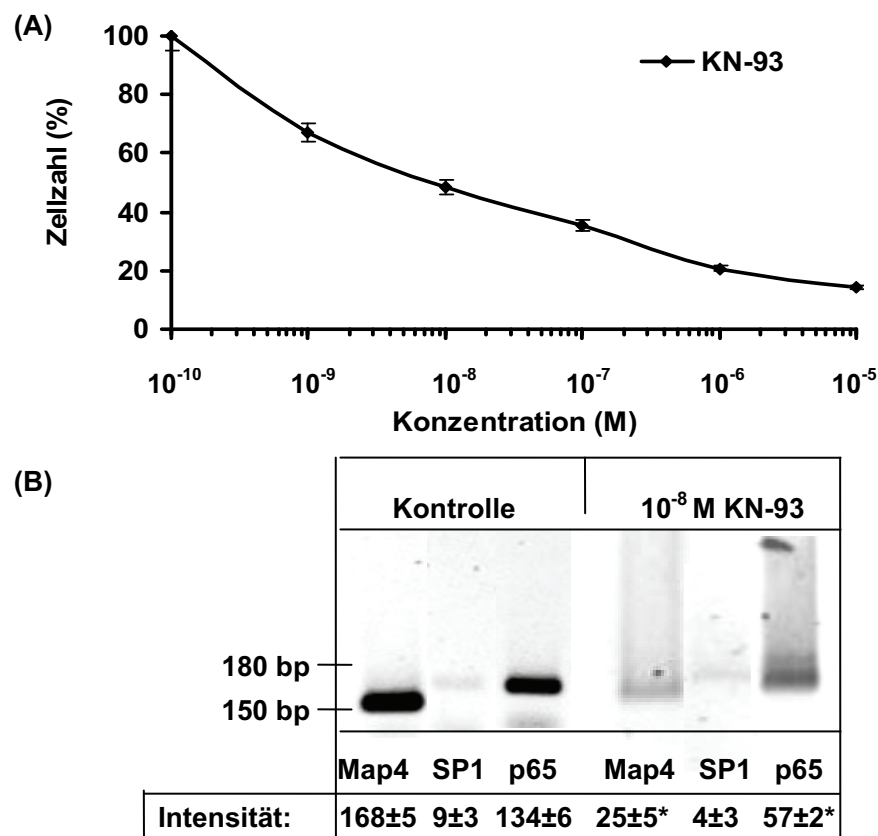 (A)
100
80
60
40
20
0
Zellzahl (%)
KN-93
10⁻¹⁰ 10⁻⁹ 10⁻⁸ 10⁻⁷ 10⁻⁶ 10⁻⁵
Konzentration (M)
(B)
Kontrolle 10⁻⁸ M KN-93
180 bp
150 bp
Map4 SP1 p65 Map4 SP1 p65
Intensität: 168±5 9±3 134±6 25±5* 4±3 57±2*